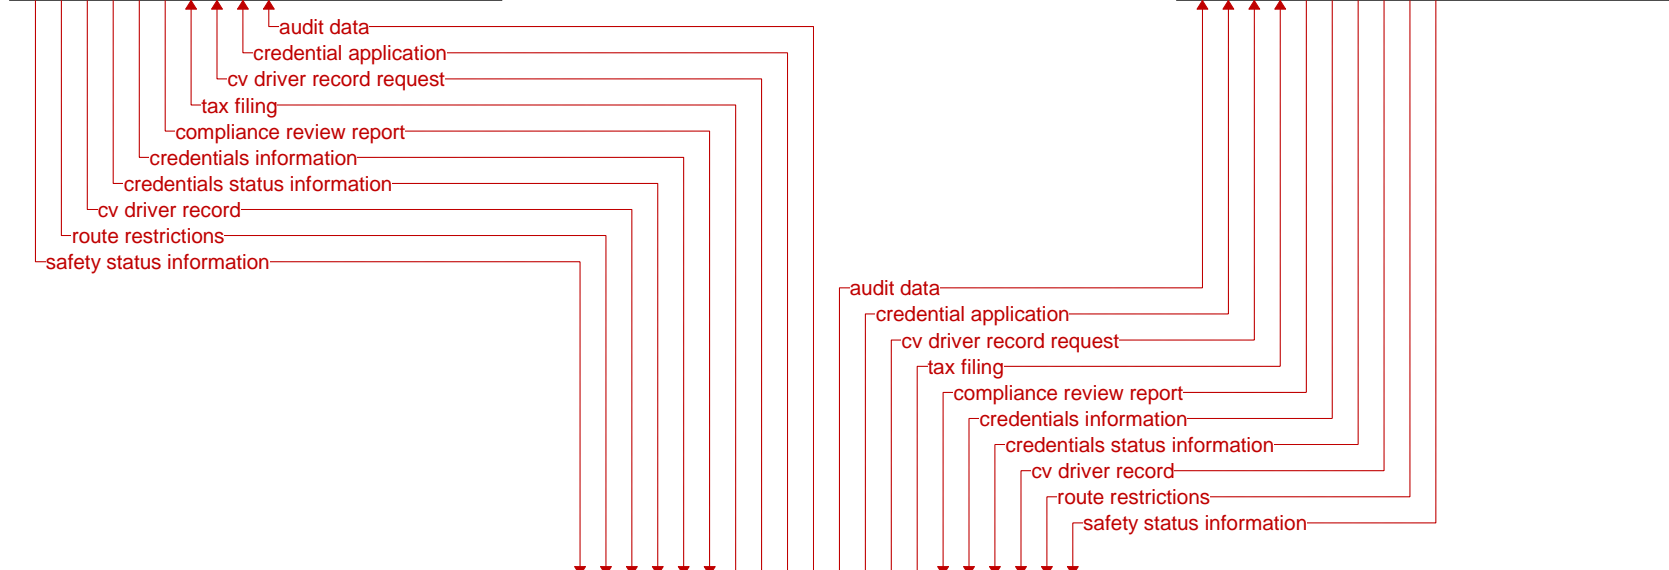 audit data
credential application
cv driver record request
tax filing
compliance review report
credentials information
credentials status information
cv driver record
route restrictions
safety status information
audit data
credential application
cv driver record request
tax filing
compliance review report
credentials information
credentials status information
cv driver record
route restrictions
safety status information